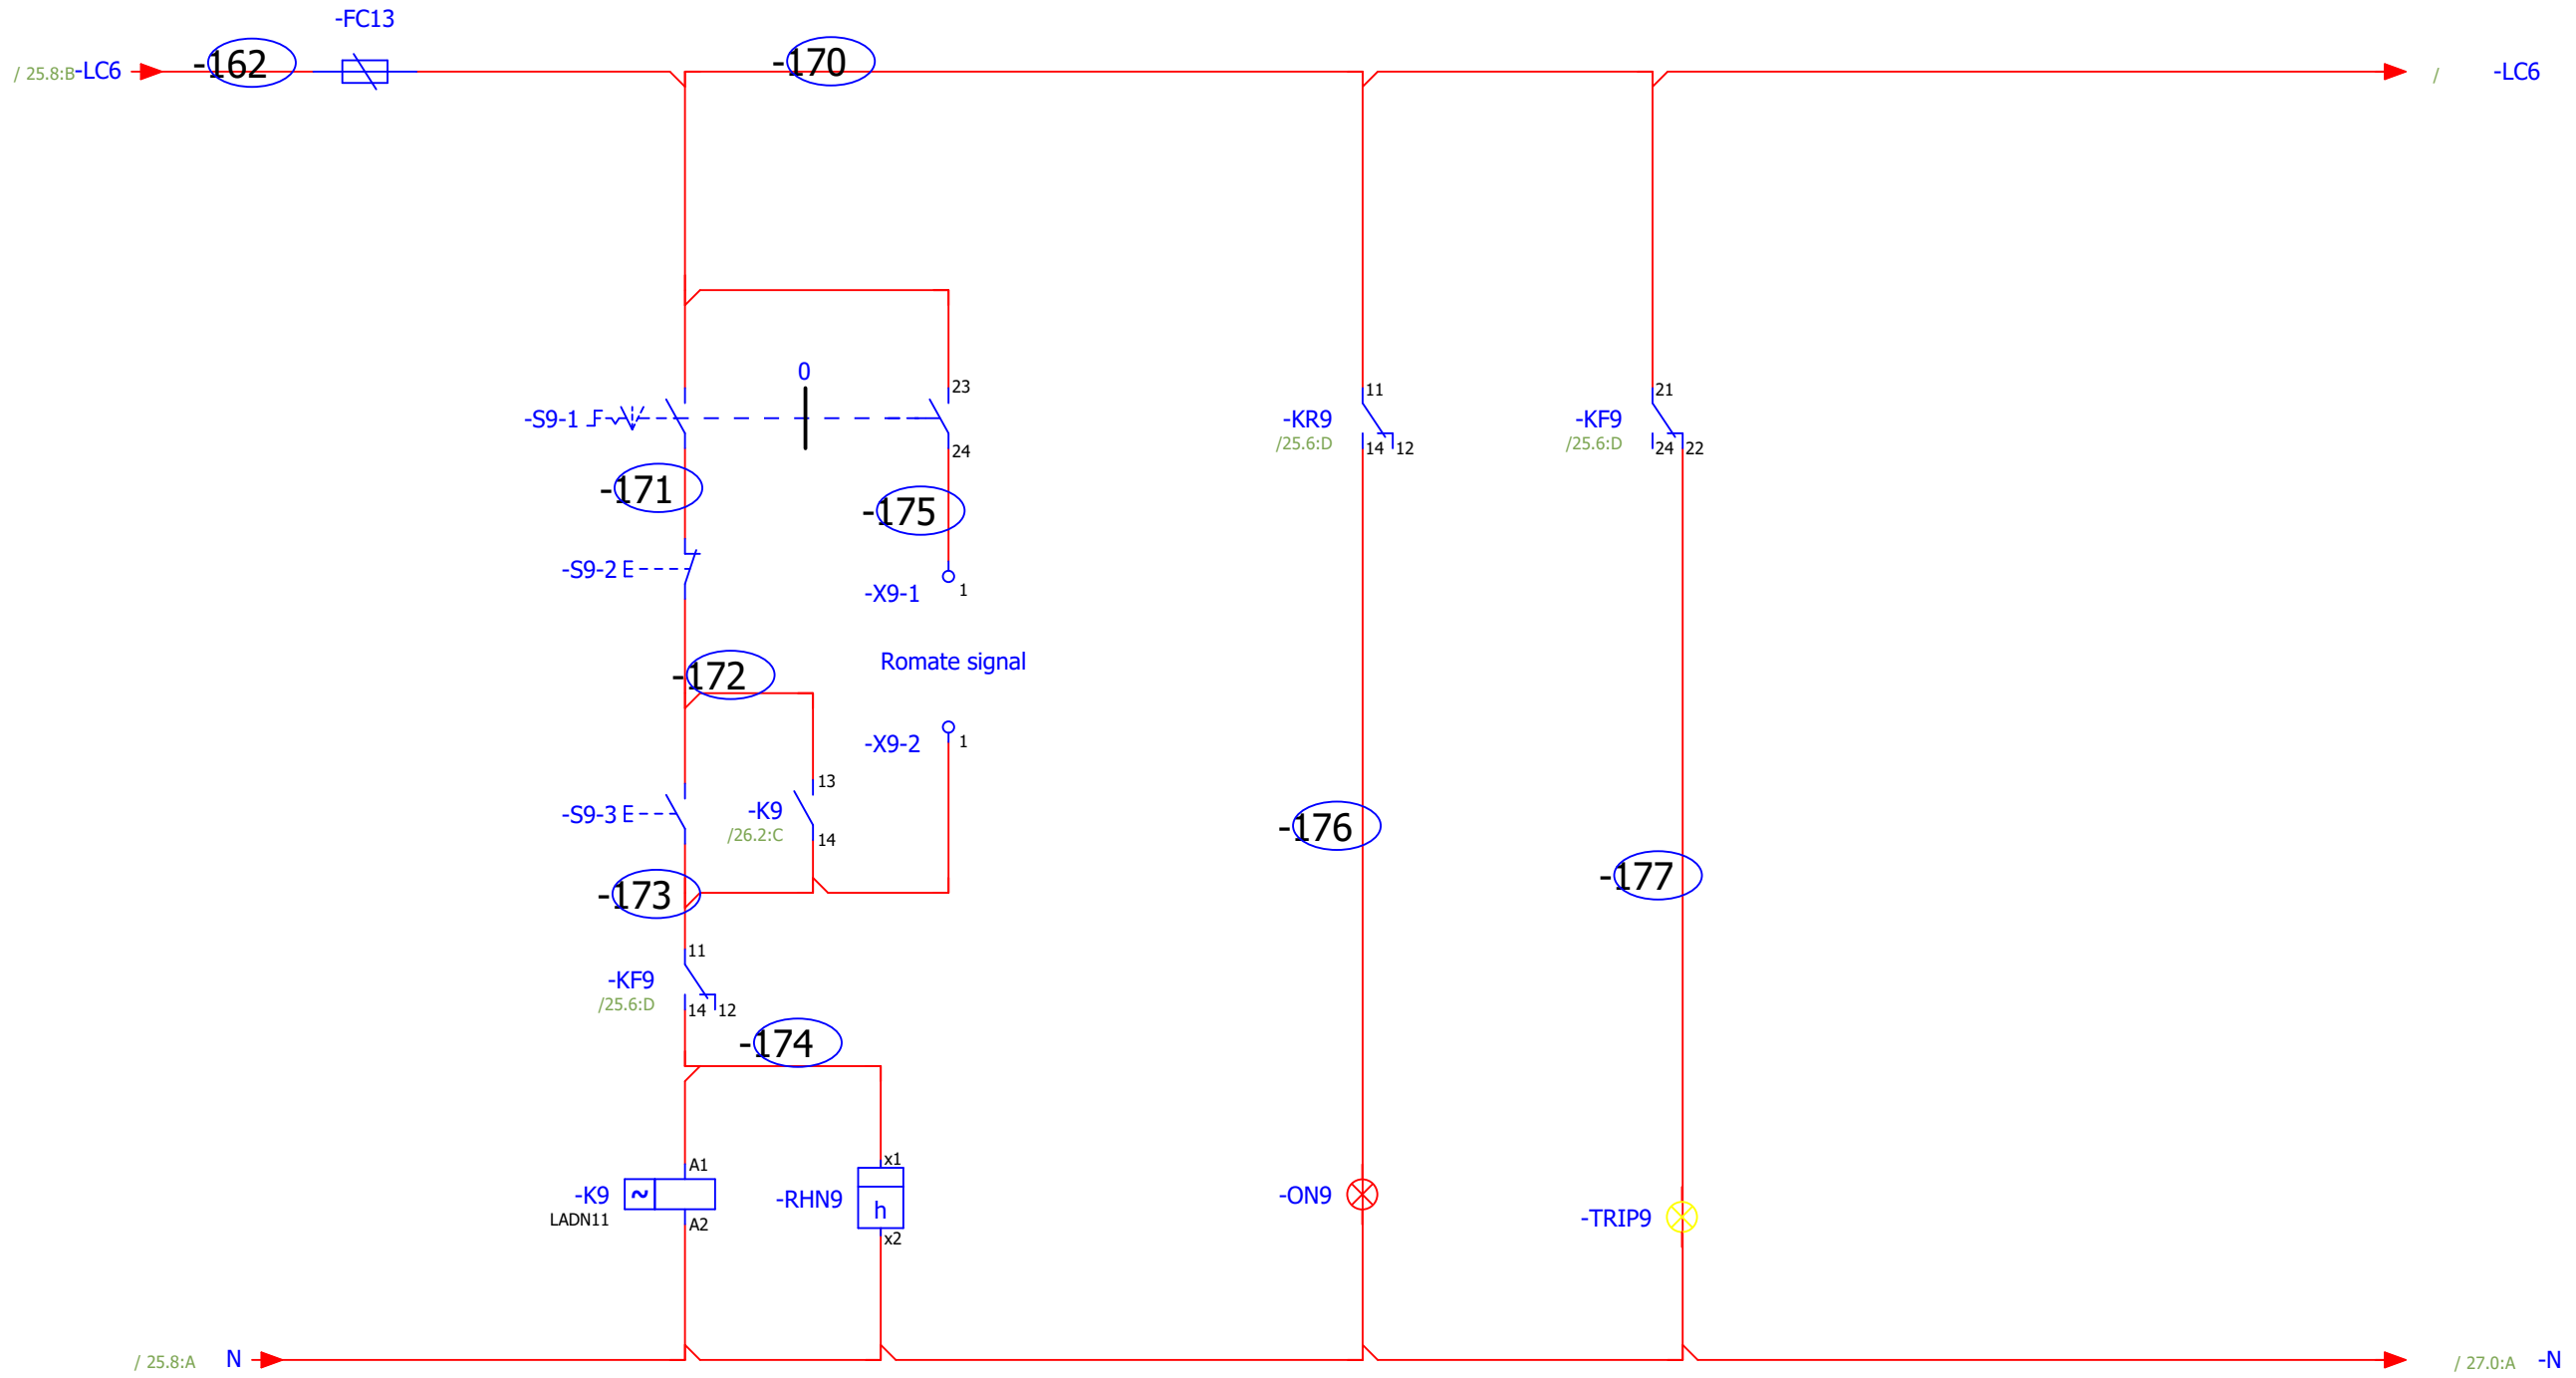 -FC13
/ 25.8:B -LC6
-162
-170
/ -LC6
0
23
-S9-1
24
11
-KR9
/25.6:D
14 12
21
-KF9
/25.6:D
24 22
-171
-175
-S9-2
-X9-1
1
Romate signal
-172
-X9-2
1
13
-S9-3
-K9
/26.2:C
14
-176
-173
-177
11
-KF9
/25.6:D
14 12
-174
A1
-K9
LADN11
A2
x1
-RHN9
h
x2
-ON9
-TRIP9
/ 25.8:A N
/ 27.0:A -N